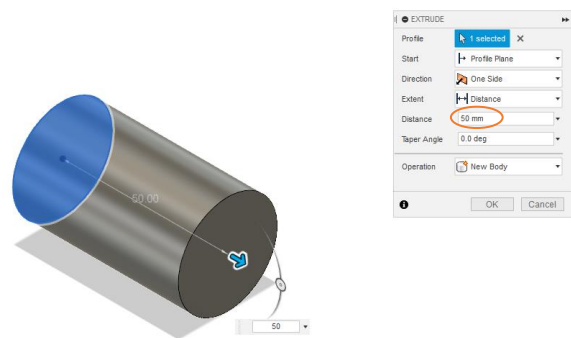 EXTRUDE
Profile 1 selected
Start Profile Plane
Direction One Side
Extent Distance
Distance 50 mm
Taper Angle 0.0 deg
Operation New Body
OK Cancel
50.00
50